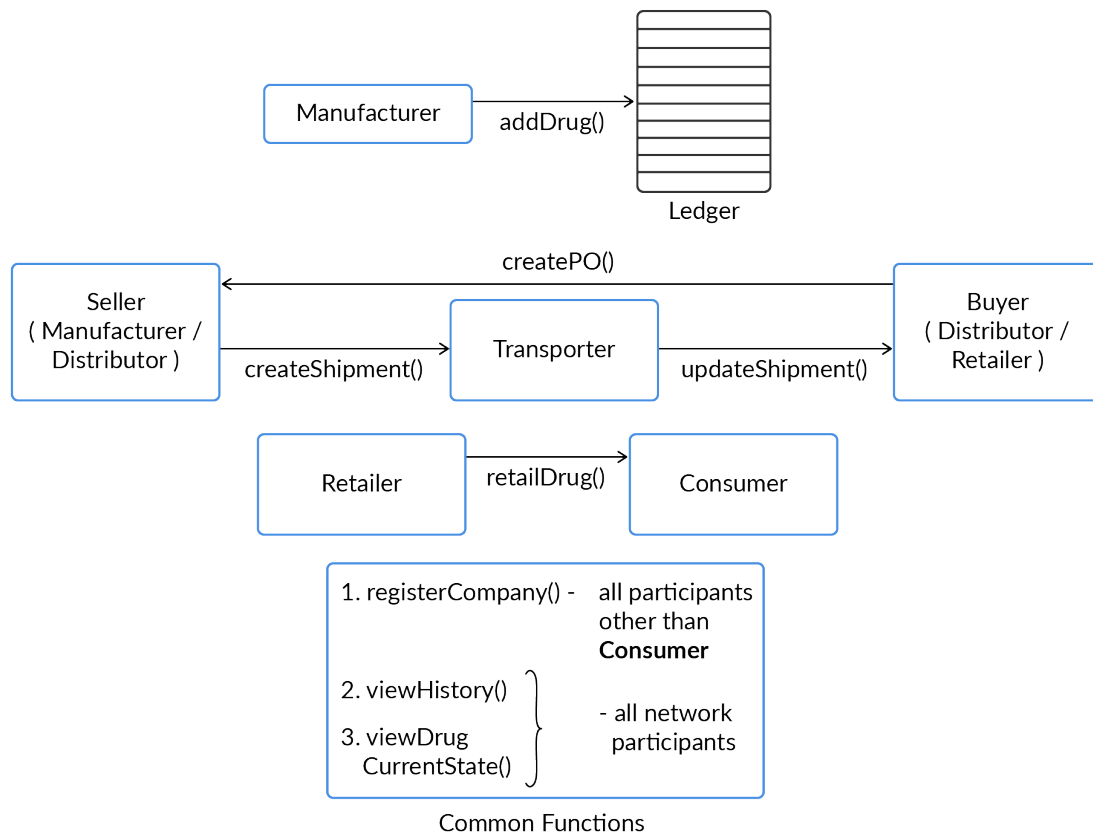 Manufacturer
addDrug()
Ledger
createPO()
Seller
( Manufacturer /
Distributor )
createShipment()
Transporter
updateShipment()
Buyer
( Distributor /
Retailer )
Retailer
retailDrug()
Consumer
1. registerCompany() - all participants
other than
Consumer
2. viewHistory()
3. viewDrug
CurrentState()
- all network
participants
Common Functions